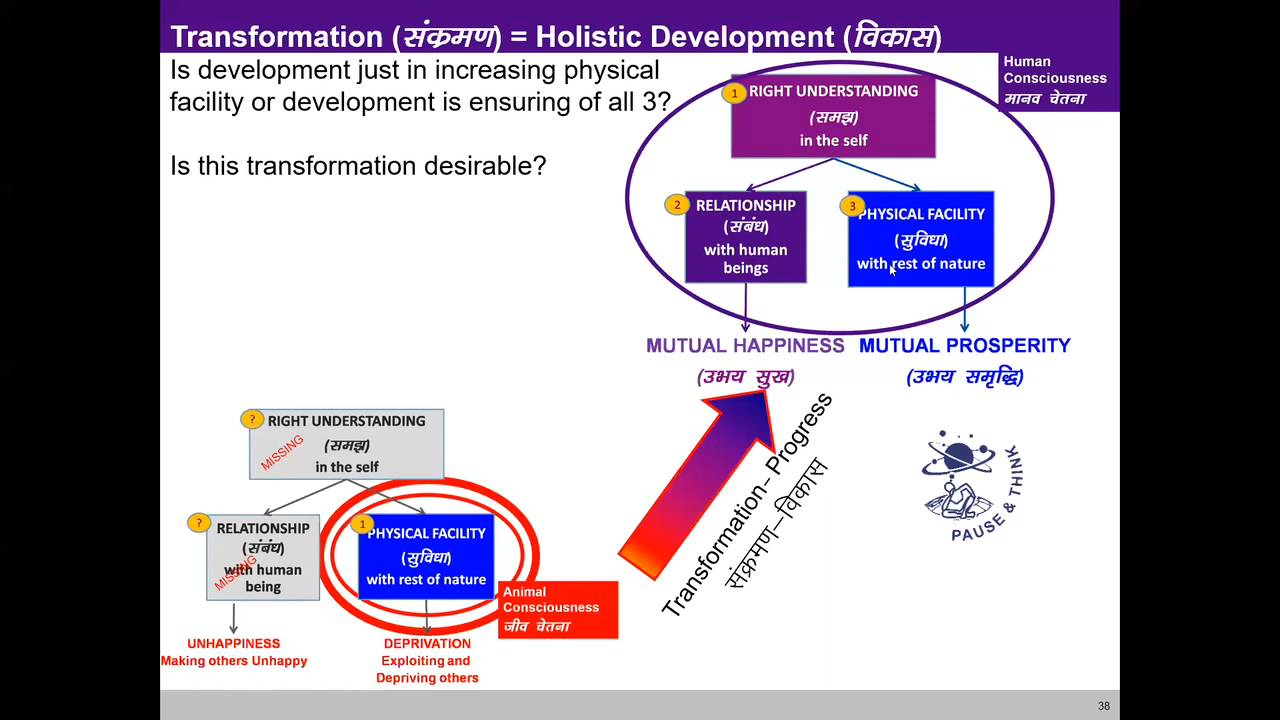 Transformation (संक्रमण) = Holistic Development (विकास)
Is development just in increasing physical
facility or development is ensuring of all 3?
Is this transformation desirable?
Human
Consciousness
मानव चेतना
1
RIGHT UNDERSTANDING
(समझ)
in the self
2
RELATIONSHIP
(संबंध)
with human
beings
3
PHYSICAL FACILITY
(सुविधा)
with rest of nature
MUTUAL HAPPINESS
(उभय सुख)
MUTUAL PROSPERITY
(उभय समृद्धि)
Transformation– Progress
संक्रमण–विकास
PAUSE & THINK
?
RIGHT UNDERSTANDING
(समझ)
in the self
MISSING
?
RELATIONSHIP
(संबंध)
with human
being
MISSING
1
PHYSICAL FACILITY
(सुविधा)
with rest of nature
Animal
Consciousness
जीव चेतना
UNHAPPINESS
Making others Unhappy
DEPRIVATION
Exploiting and
Depriving others
38